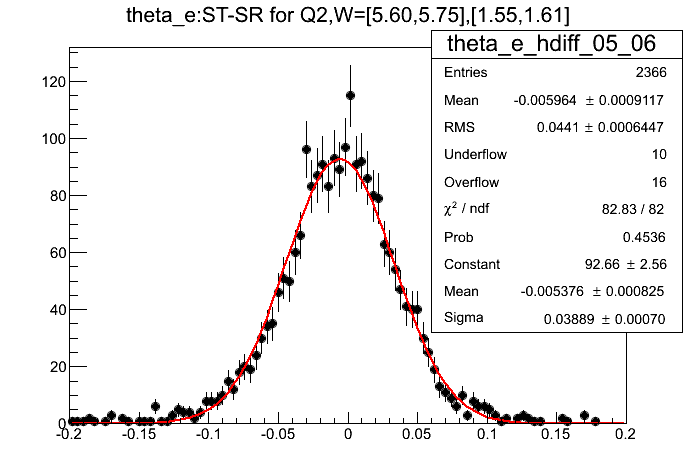 theta_e:ST-SR for Q2,W=[5.60,5.75],[1.55,1.61]
theta_e_hdiff_05_06
Entries 2366
Mean -0.005964 ± 0.0009117
RMS 0.0441 ± 0.0006447
Underflow 10
Overflow 16
χ² / ndf 82.83 / 82
Prob 0.4536
Constant 92.66 ± 2.56
Mean -0.005376 ± 0.000825
Sigma 0.03889 ± 0.00070
120
100
80
60
40
20
0
-0.2 -0.15 -0.1 -0.05 0 0.05 0.1 0.15 0.2